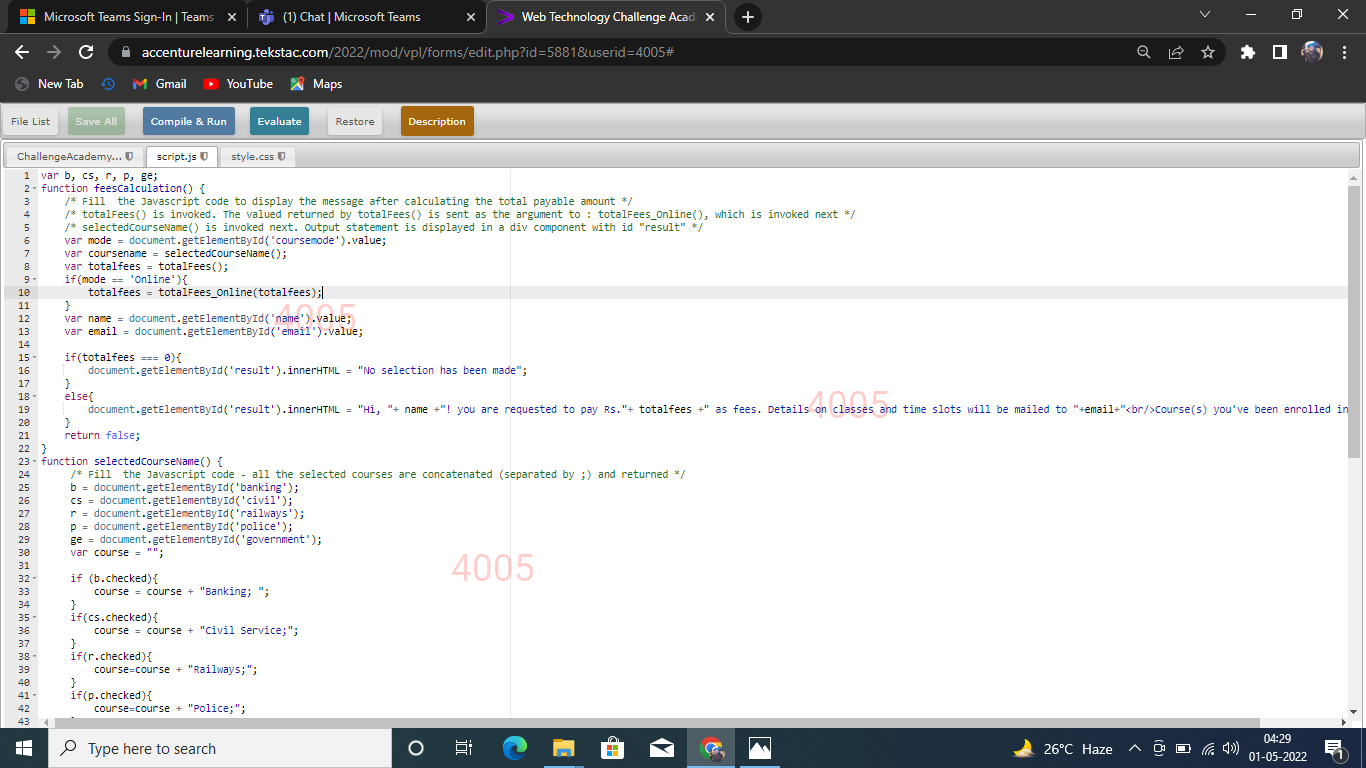 Microsoft Teams Sign-In | Teams
(1) Chat | Microsoft Teams
Web Technology Challenge Acad
accenturelearning.tekstac.com/2022/mod/vpl/forms/edit.php?id=5881&userid=4005#
New Tab
Gmail
YouTube
Maps
File List
Save All
Compile & Run
Evaluate
Restore
Description
ChallengeAcademy...
script.js
style.css
1 var b, cs, r, p, ge;
2 function feesCalculation() {
3 /* Fill the Javascript code to display the message after calculating the total payable amount */
4 /* totalFees() is invoked. The valued returned by totalFees() is sent as the argument to : totalFees_Online(), which is invoked next */
5 /* selectedCourseName() is invoked next. Output statement is displayed in a div component with id "result" */
6 var mode = document.getElementById('coursemode').value;
7 var coursename = selectedCourseName();
8 var totalfees = totalFees();
9 if(mode == 'Online'){
10 totalfees = totalFees_Online(totalfees);
11 }
12 var name = document.getElementById('name').value;
13 var email = document.getElementById('email').value;
14
15 if(totalfees === 0){
16 document.getElementById('result').innerHTML = "No selection has been made";
17 }
18 else{
19 document.getElementById('result').innerHTML = "Hi, "+ name +"! you are requested to pay Rs."+ totalfees +" as fees. Details on classes and time slots will be mailed to "+email+"<br/>Course(s) you've been enrolled in
20 }
21 return false;
22 }
23 function selectedCourseName() {
24 /* Fill the Javascript code - all the selected courses are concatenated (separated by ;) and returned */
25 b = document.getElementById('banking');
26 cs = document.getElementById('civil');
27 r = document.getElementById('railways');
28 p = document.getElementById('police');
29 ge = document.getElementById('government');
30 var course = "";
31
32 if (b.checked){
33 course = course + "Banking; ";
34 }
35 if(cs.checked){
36 course = course + "Civil Service;";
37 }
38 if(r.checked){
39 course=course + "Railways;";
40 }
41 if(p.checked){
42 course=course + "Police;";
43
4005
4005
4005
Type here to search
26°C Haze
04:29
01-05-2022
1